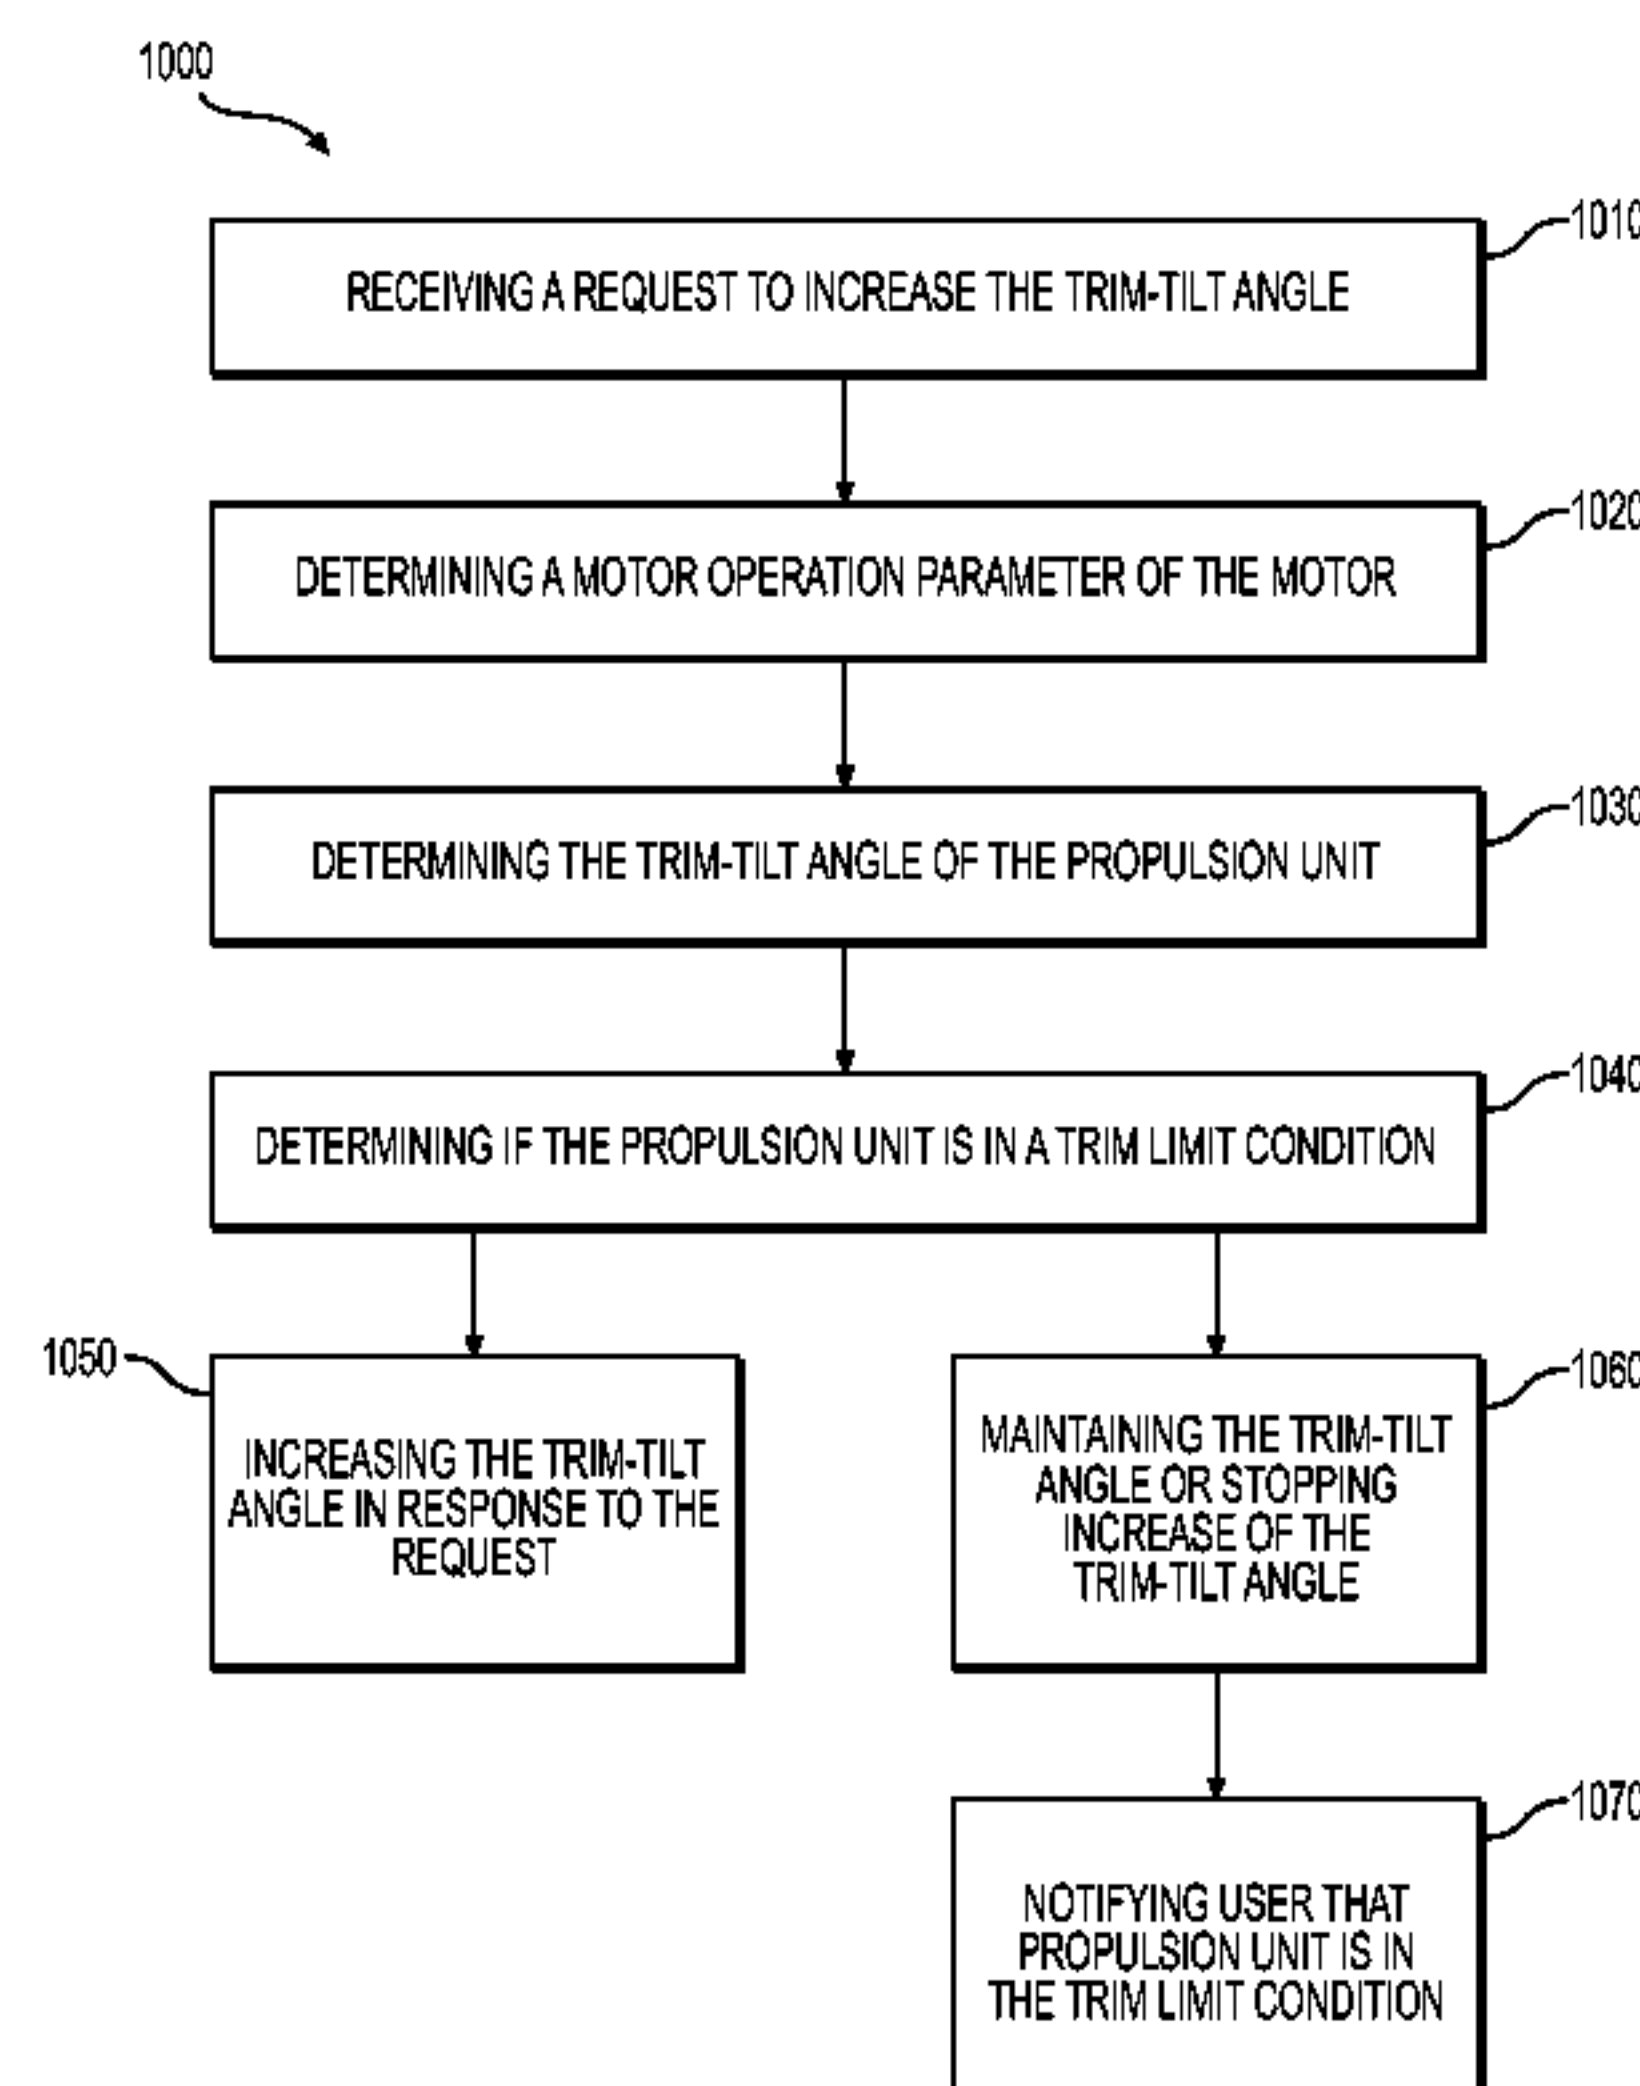 1000
1010
RECEIVING A REQUEST TO INCREASE THE TRIM-TILT ANGLE
1020
DETERMINING A MOTOR OPERATION PARAMETER OF THE MOTOR
1030
DETERMINING THE TRIM-TILT ANGLE OF THE PROPULSION UNIT
1040
DETERMINING IF THE PROPULSION UNIT IS IN A TRIM LIMIT CONDITION
1050
INCREASING THE TRIM-TILT
ANGLE IN RESPONSE TO THE
REQUEST
1060
MAINTAINING THE TRIM-TILT
ANGLE OR STOPPING
INCREASE OF THE
TRIM-TILT ANGLE
1070
NOTIFYING USER THAT
PROPULSION UNIT IS IN
THE TRIM LIMIT CONDITION